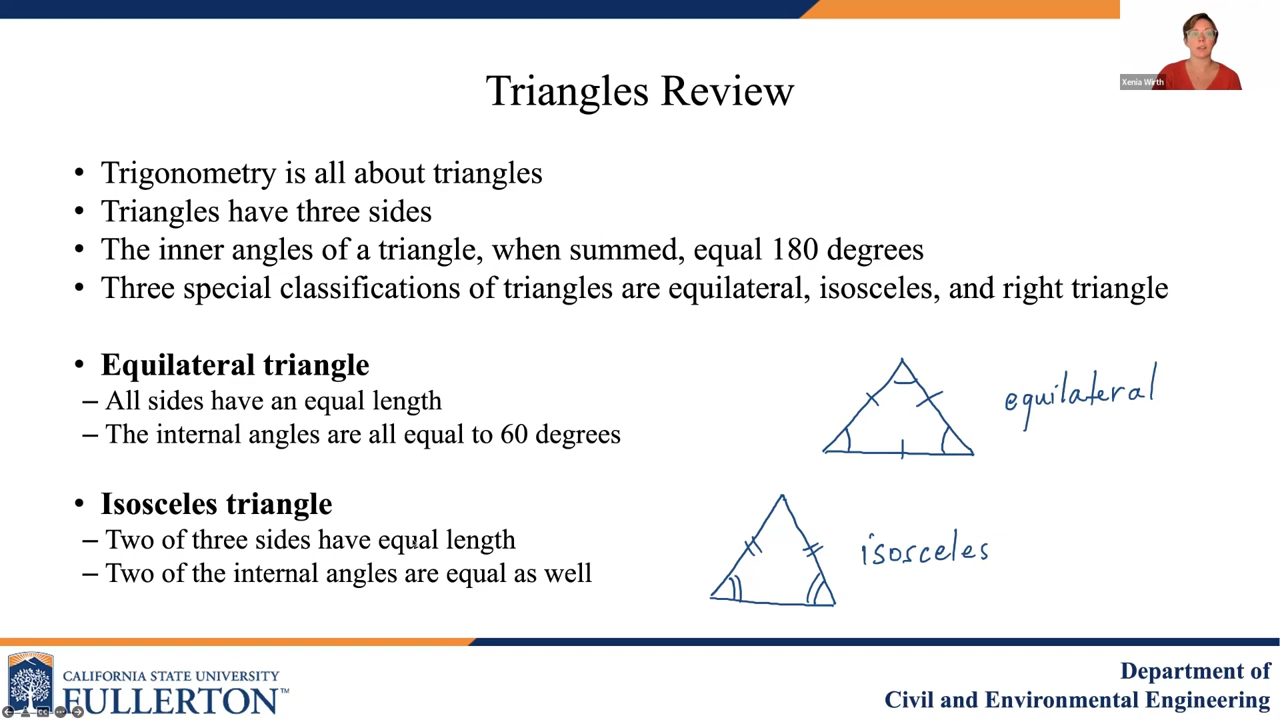 Xenia Wirth
Triangles Review
• Trigonometry is all about triangles
• Triangles have three sides
• The inner angles of a triangle, when summed, equal 180 degrees
• Three special classifications of triangles are equilateral, isosceles, and right triangle
• Equilateral triangle
– All sides have an equal length
– The internal angles are all equal to 60 degrees
equilateral
• Isosceles triangle
– Two of three sides have equal length
– Two of the internal angles are equal as well
isosceles
CALIFORNIA STATE UNIVERSITY
FULLERTON™
Department of
Civil and Environmental Engineering